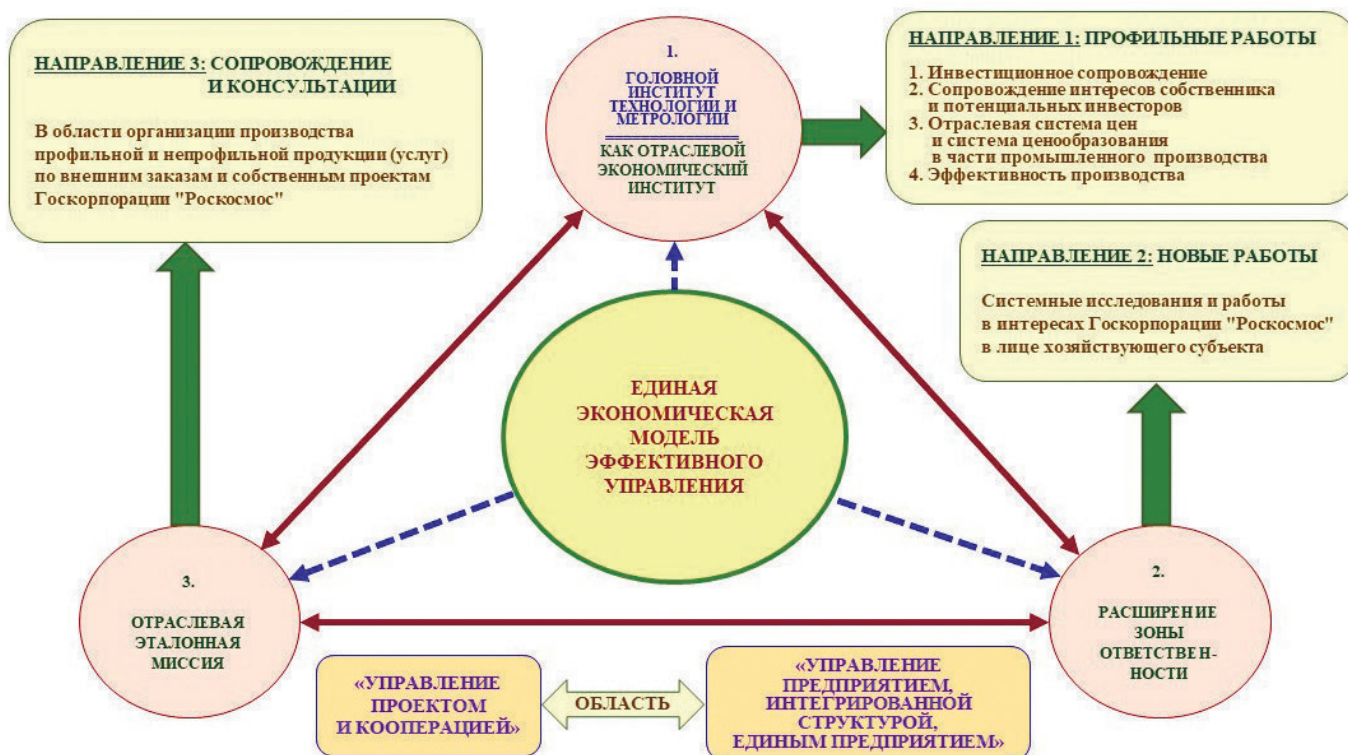 НАПРАВЛЕНИЕ 3: СОПРОВОЖДЕНИЕ
И КОНСУЛЬТАЦИИ
В области организации производства
профильной и непрофильной продукции (услуг)
по внешним заказам и собственным проектам
Госкорпорации "Роскосмос"
1.
ГОЛОВНОЙ
ИНСТИТУТ
ТЕХНОЛОГИИ И
МЕТРОЛОГИИ
КАК ОТРАСЛЕВОЙ
ЭКОНОМИЧЕСКИЙ
ИНСТИТУТ
НАПРАВЛЕНИЕ 1: ПРОФИЛЬНЫЕ РАБОТЫ
1. Инвестиционное сопровождение
2. Сопровождение интересов собственника
и потенциальных инвесторов
3. Отраслевая система цен
и система ценообразования
в части промышленного производства
4. Эффективность производства
НАПРАВЛЕНИЕ 2: НОВЫЕ РАБОТЫ
Системные исследования и работы
в интересах Госкорпорации "Роскосмос"
в лице хозяйствующего субъекта
ЕДИНАЯ
ЭКОНОМИЧЕСКАЯ
МОДЕЛЬ
ЭФФЕКТИВНОГО
УПРАВЛЕНИЯ
3.
ОТРАСЛЕВАЯ
ЭТАЛОННАЯ
МИССИЯ
2.
РАСШИРЕНИЕ
ЗОНЫ
ОТВЕТСТВЕН-
НОСТИ
«УПРАВЛЕНИЕ
ПРОЕКТОМ
И КООПЕРАЦИЕЙ»
ОБЛАСТЬ
«УПРАВЛЕНИЕ
ПРЕДПРИЯТИЕМ,
ИНТЕГРИРОВАННОЙ
СТРУКТУРОЙ,
ЕДИНЫМ ПРЕДПРИЯТИЕМ»